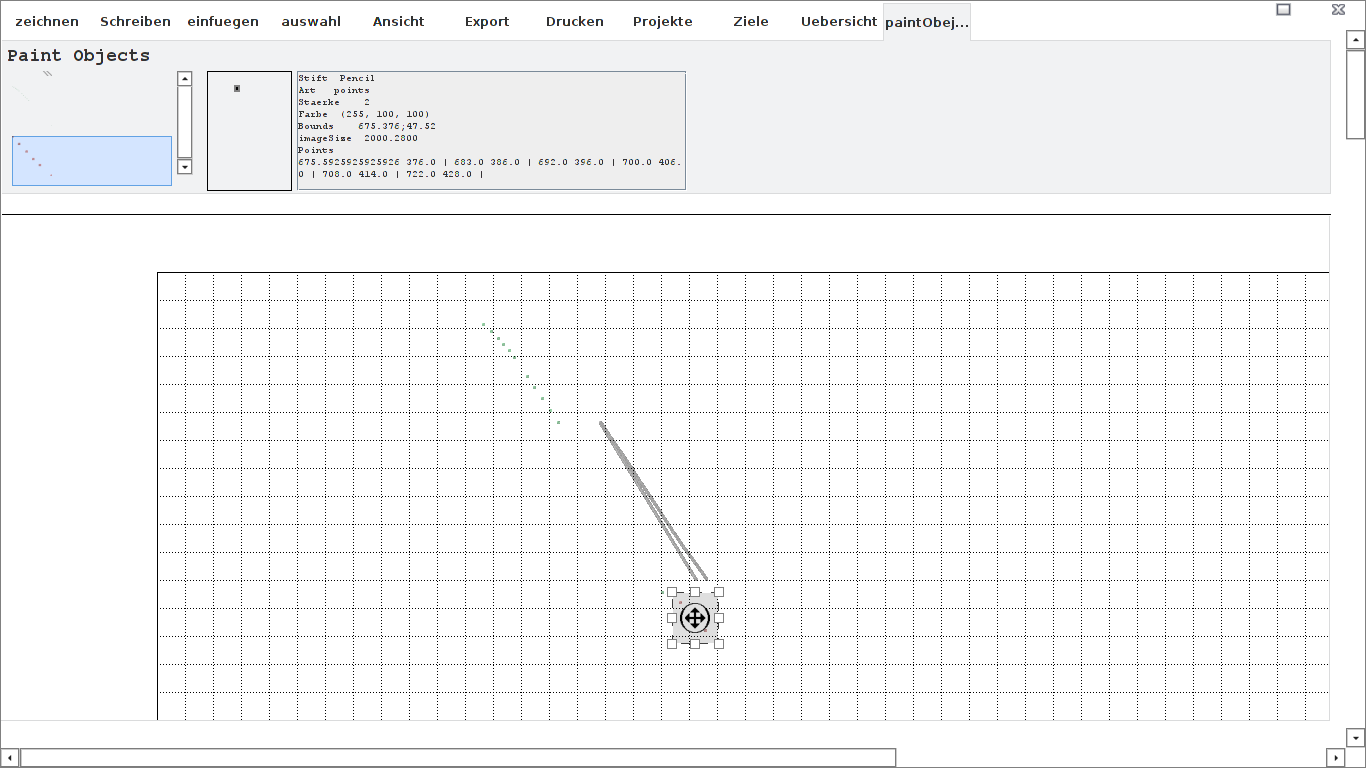 zeichnen Schreiben einfuegen auswahl Ansicht Export Drucken Projekte Ziele Uebersicht paintObej...
Paint Objects
Stift Pencil
Art points
Staerke 2
Farbe (255, 100, 100)
Bounds 675.376;47.52
imageSize 2000.2800
Points
675.5925925925926 376.0 | 683.0 386.0 | 692.0 396.0 | 700.0 406.
0 | 708.0 414.0 | 722.0 428.0 |